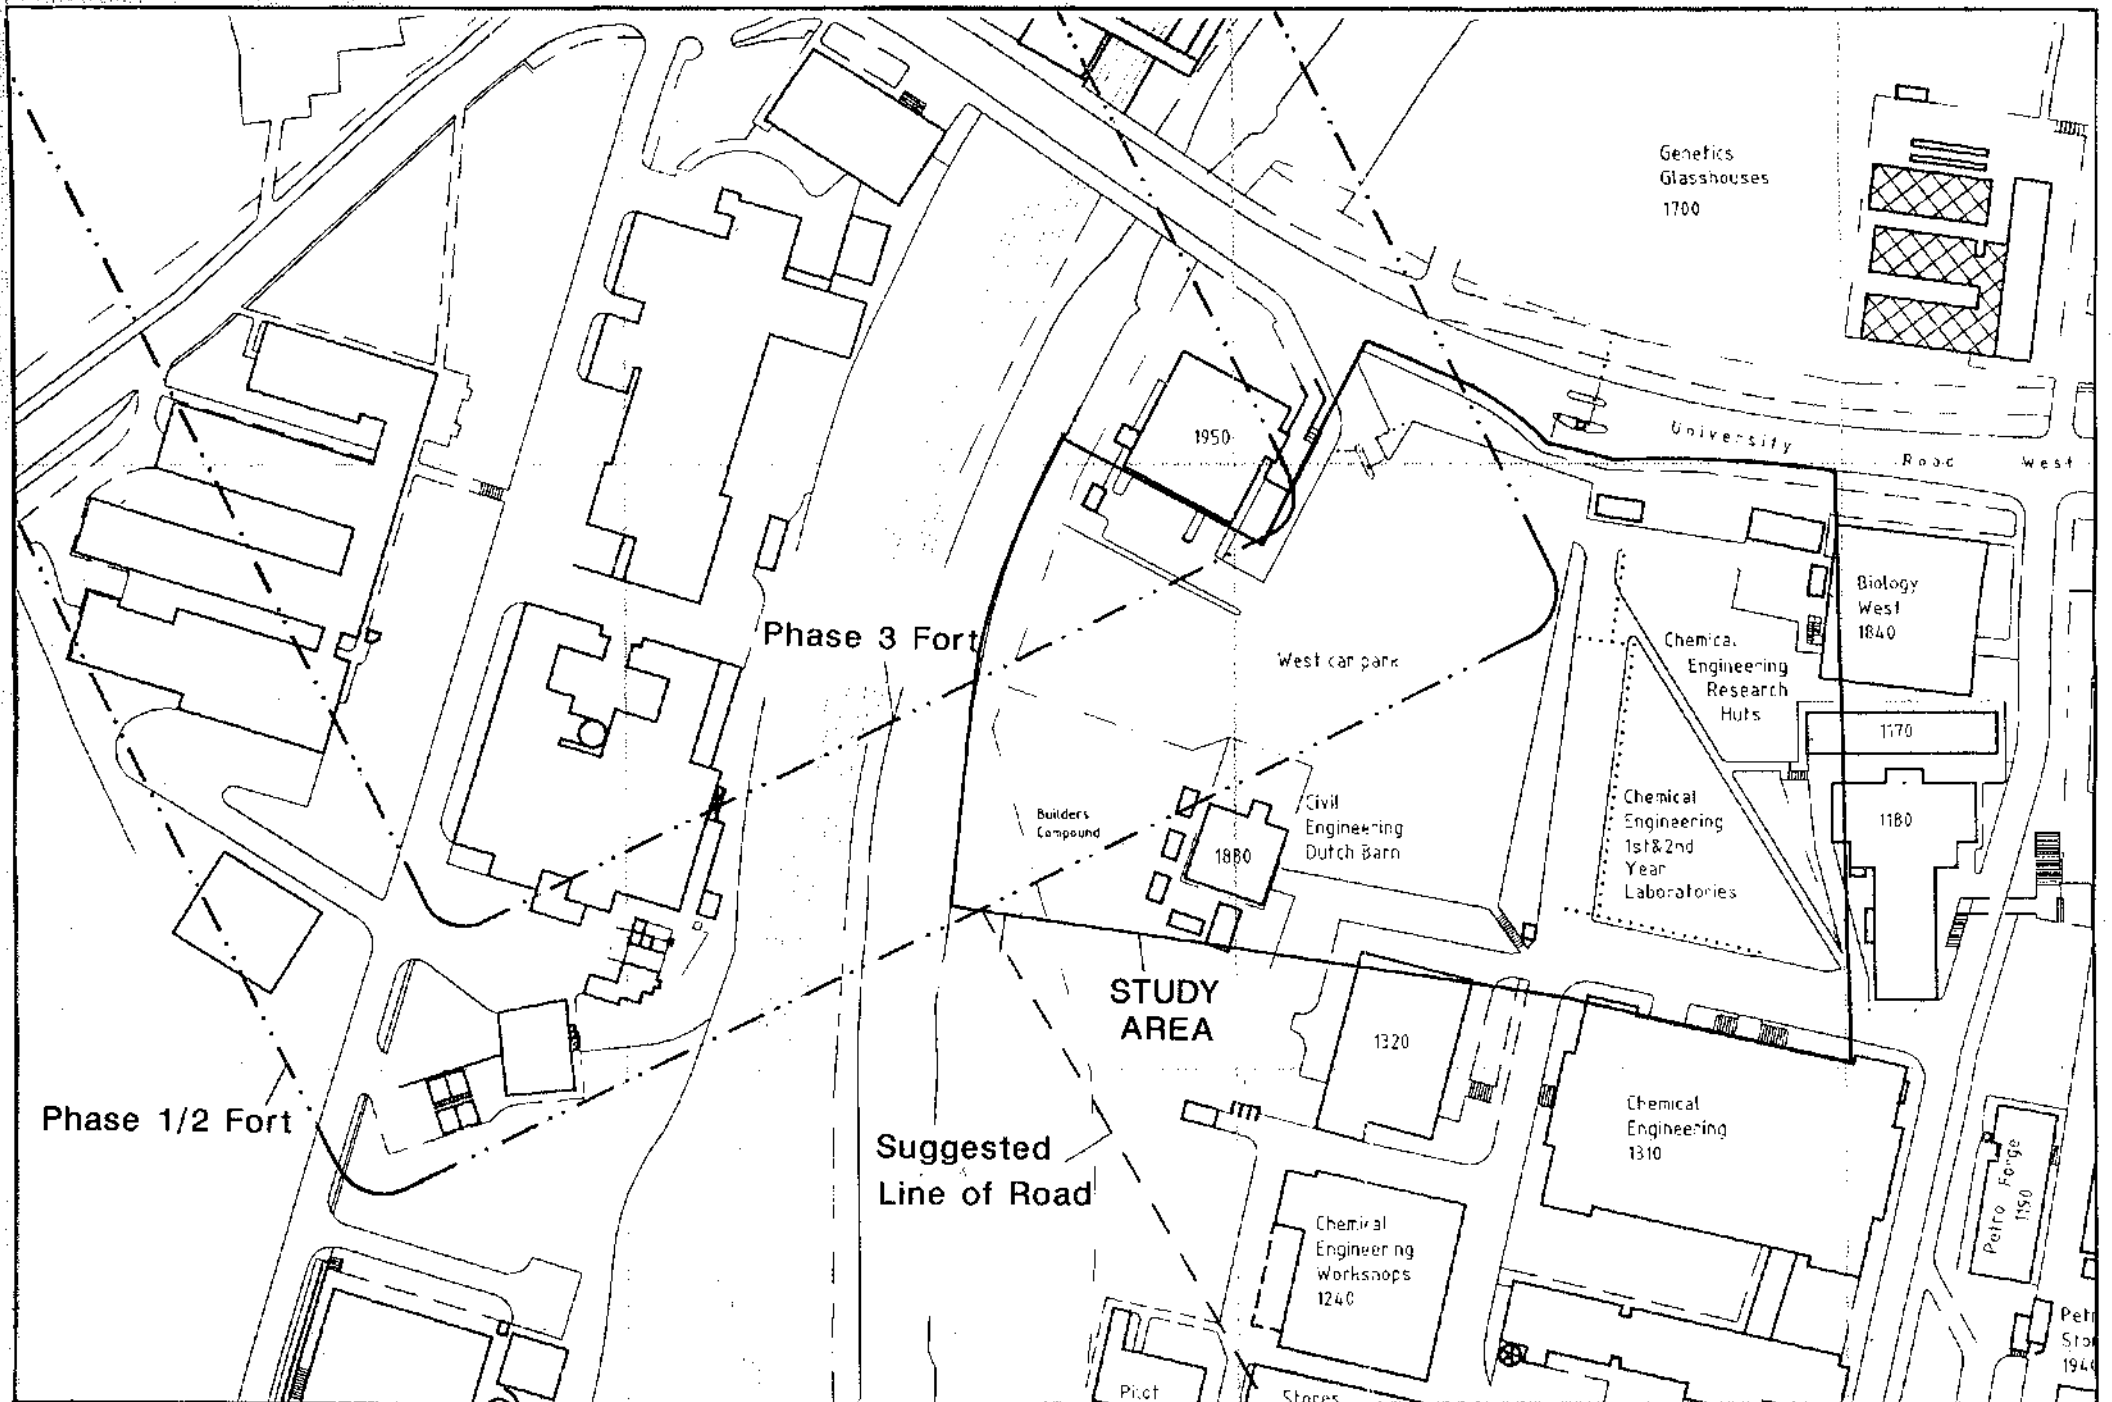 Genetics
Glasshouses
1700
University Road West
1950
Phase 3 Fort
West car park
Biology
West
1840
Chemical
Engineering
Research
Huts
1170
Builders
Compound
Civil
Engineering
Dutch Barn
1880
Chemical
Engineering
1st & 2nd
Year
Laboratories
1180
STUDY
AREA
1320
Phase 1/2 Fort
Suggested
Line of Road
Chemical
Engineering
1310
Petro Forge
1190
Chemical
Engineering
Workshops
1240
Pilot
Stores